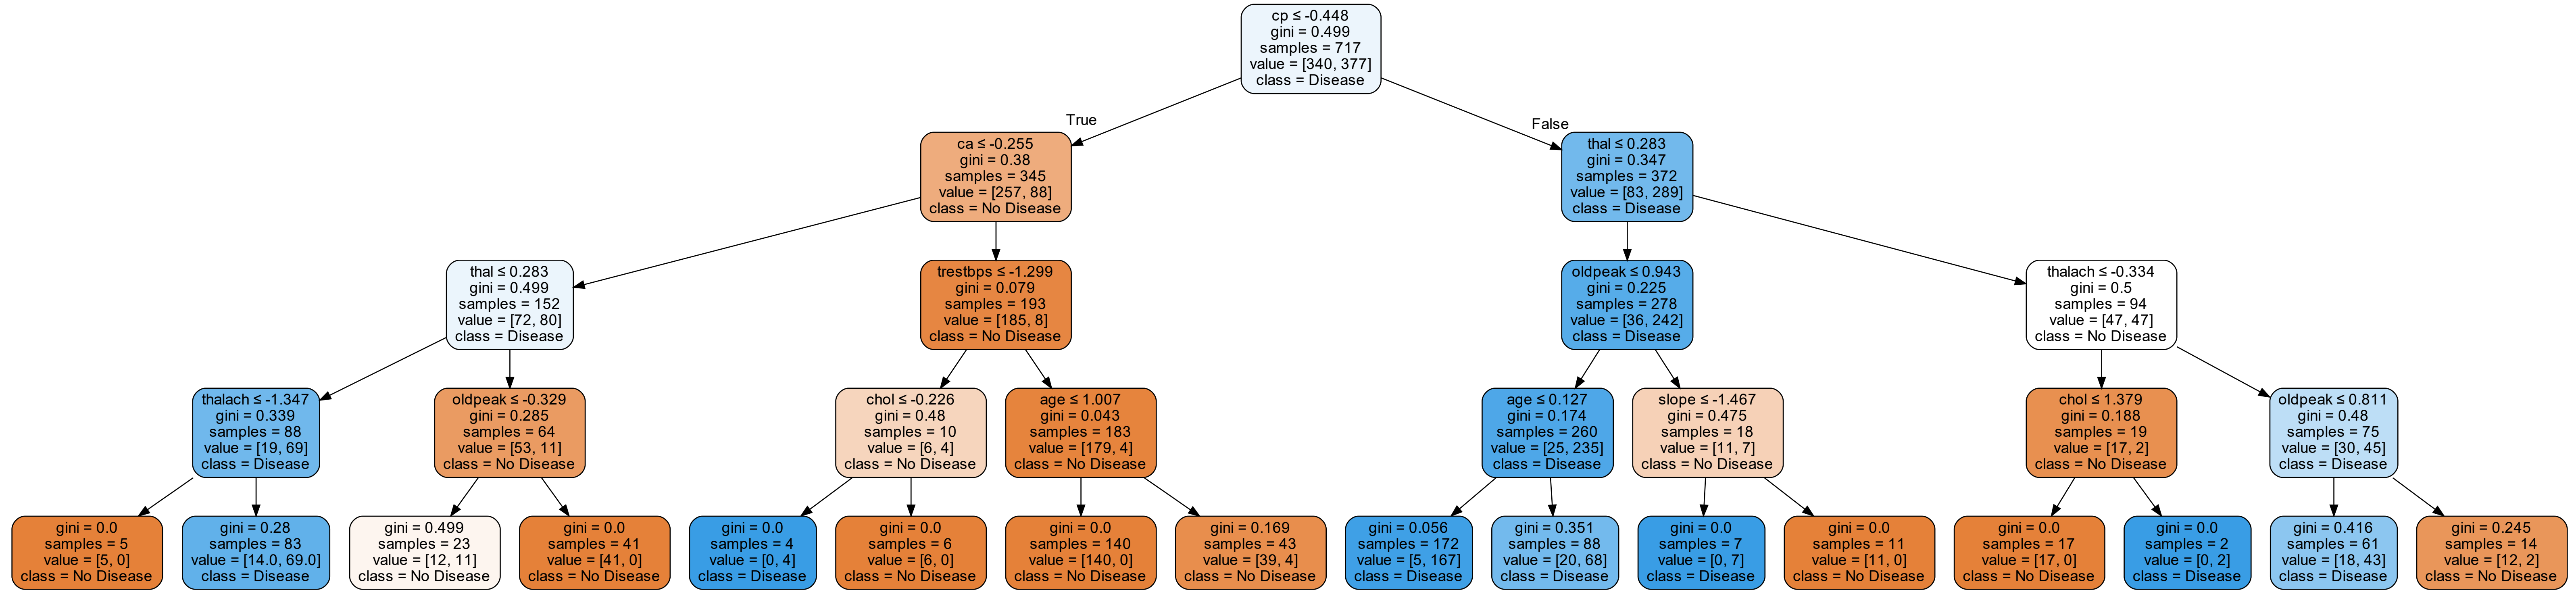 cp ≤ -0.448
gini = 0.499
samples = 717
value = [340, 377]
class = Disease
True
False
ca ≤ -0.255
gini = 0.38
samples = 345
value = [257, 88]
class = No Disease
thal ≤ 0.283
gini = 0.347
samples = 372
value = [83, 289]
class = Disease
thal ≤ 0.283
gini = 0.499
samples = 152
value = [72, 80]
class = Disease
trestbps ≤ -1.299
gini = 0.079
samples = 193
value = [185, 8]
class = No Disease
oldpeak ≤ 0.943
gini = 0.225
samples = 278
value = [36, 242]
class = Disease
thalach ≤ -0.334
gini = 0.5
samples = 94
value = [47, 47]
class = No Disease
thalach ≤ -1.347
gini = 0.339
samples = 88
value = [19, 69]
class = Disease
oldpeak ≤ -0.329
gini = 0.285
samples = 64
value = [53, 11]
class = No Disease
chol ≤ -0.226
gini = 0.48
samples = 10
value = [6, 4]
class = No Disease
age ≤ 1.007
gini = 0.043
samples = 183
value = [179, 4]
class = No Disease
age ≤ 0.127
gini = 0.174
samples = 260
value = [25, 235]
class = Disease
slope ≤ -1.467
gini = 0.475
samples = 18
value = [11, 7]
class = No Disease
chol ≤ 1.379
gini = 0.188
samples = 19
value = [17, 2]
class = No Disease
oldpeak ≤ 0.811
gini = 0.48
samples = 75
value = [30, 45]
class = Disease
gini = 0.0
samples = 5
value = [5, 0]
class = No Disease
gini = 0.28
samples = 83
value = [14.0, 69.0]
class = Disease
gini = 0.499
samples = 23
value = [12, 11]
class = No Disease
gini = 0.0
samples = 41
value = [41, 0]
class = No Disease
gini = 0.0
samples = 4
value = [0, 4]
class = Disease
gini = 0.0
samples = 6
value = [6, 0]
class = No Disease
gini = 0.0
samples = 140
value = [140, 0]
class = No Disease
gini = 0.169
samples = 43
value = [39, 4]
class = No Disease
gini = 0.056
samples = 172
value = [5, 167]
class = Disease
gini = 0.351
samples = 88
value = [20, 68]
class = Disease
gini = 0.0
samples = 7
value = [0, 7]
class = Disease
gini = 0.0
samples = 11
value = [11, 0]
class = No Disease
gini = 0.0
samples = 17
value = [17, 0]
class = No Disease
gini = 0.0
samples = 2
value = [0, 2]
class = Disease
gini = 0.416
samples = 61
value = [18, 43]
class = Disease
gini = 0.245
samples = 14
value = [12, 2]
class = No Disease